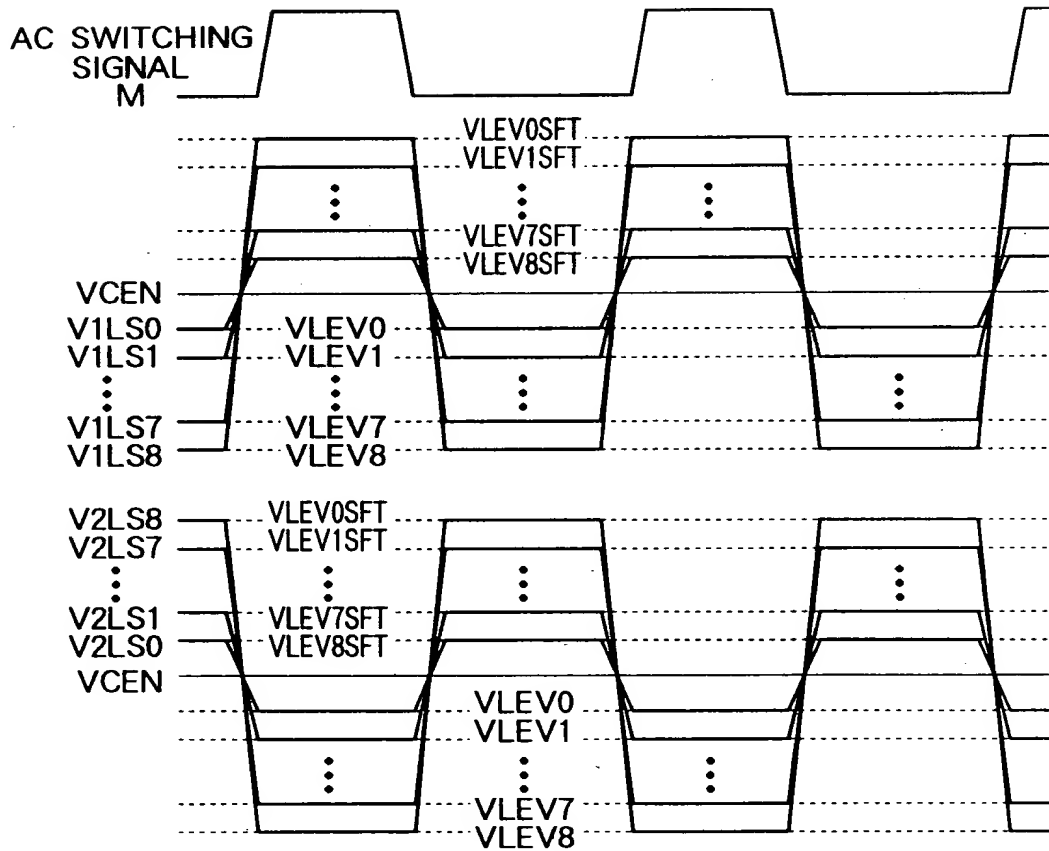 AC SWITCHING
SIGNAL
M
VLEV0SFT
VLEV1SFT
VLEV7SFT
VLEV8SFT
VCEN
V1LS0 VLEV0
V1LS1 VLEV1
V1LS7 VLEV7
V1LS8 VLEV8
V2LS8 VLEV0SFT
V2LS7 VLEV1SFT
V2LS1 VLEV7SFT
V2LS0 VLEV8SFT
VCEN
VLEV0
VLEV1
VLEV7
VLEV8